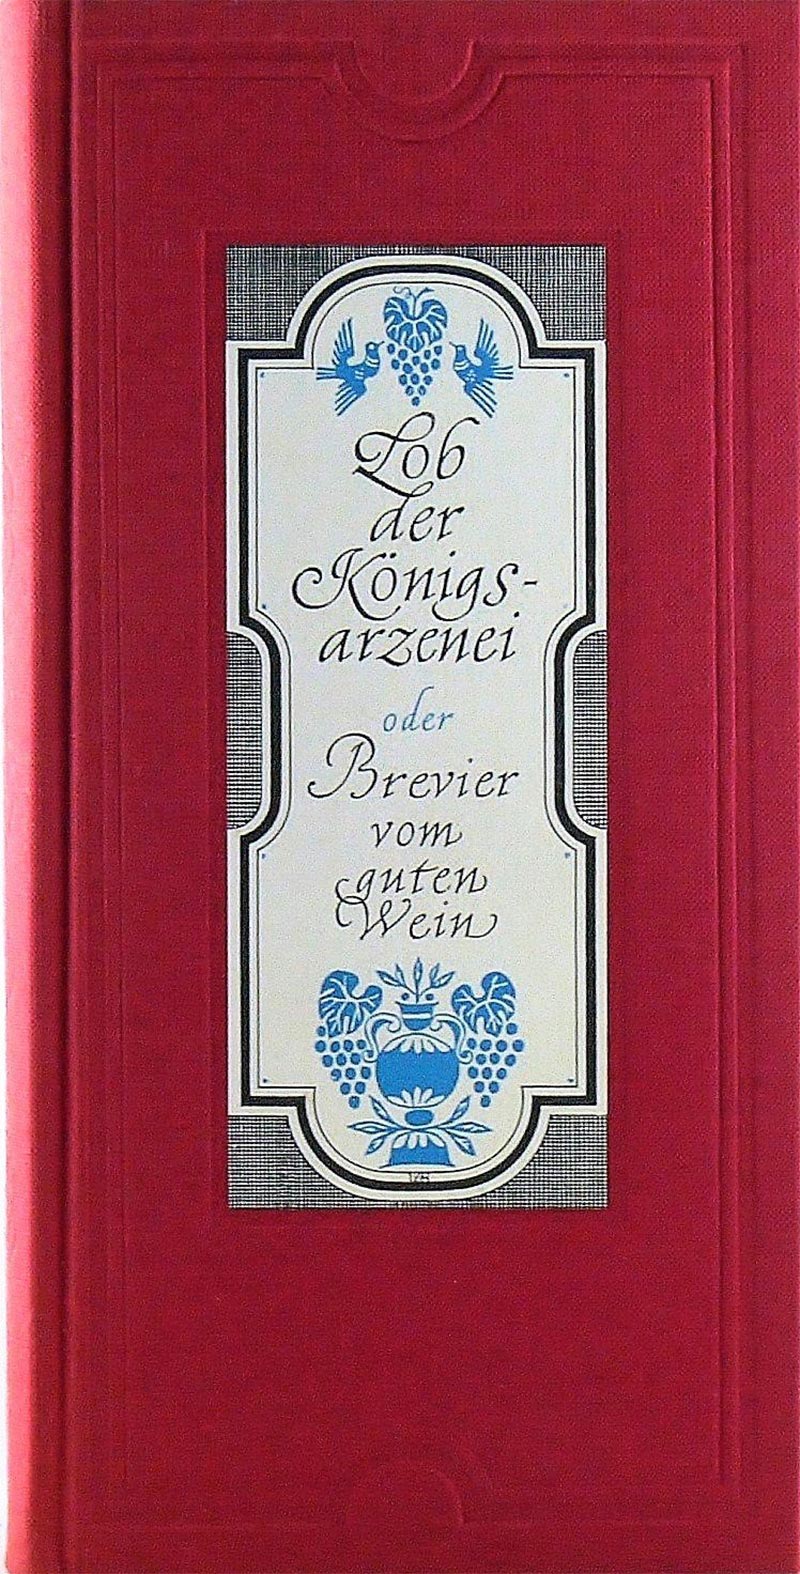 Lob
der
Königs-
arzenei
oder
Brevier
vom
guten
Wein